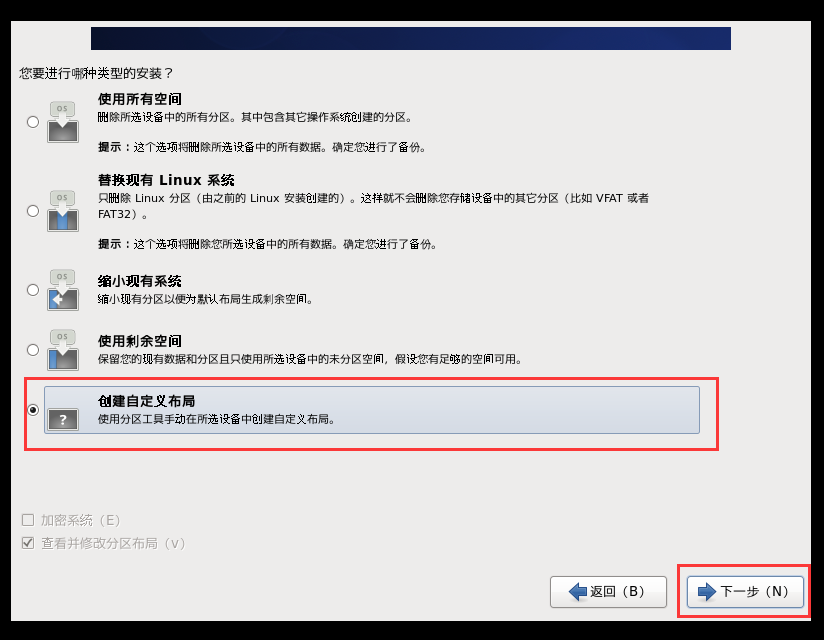 您要进行哪种类型的安装？
OS
使用所有空间
删除所选设备中的所有分区。其中包含其它操作系统创建的分区。
提示：这个选项将删除所选设备中的所有数据。确定您进行了备份。
OS
替换现有 Linux 系统
只删除 Linux 分区（由之前的 Linux 安装创建的）。这样就不会删除您存储设备中的其它分区（比如 VFAT 或者
FAT32）。
提示：这个选项将删除您所选设备中的所有数据。确定您进行了备份。
OS
缩小现有系统
缩小现有分区以便为默认布局生成剩余空间。
OS
使用剩余空间
保留您的现有数据和分区且只使用所选设备中的未分区空间，假设您有足够的空间可用。
?
创建自定义布局
使用分区工具手动在所选设备中创建自定义布局。
加密系统（E）
查看并修改分区布局（v）
返回（B）
下一步（N）